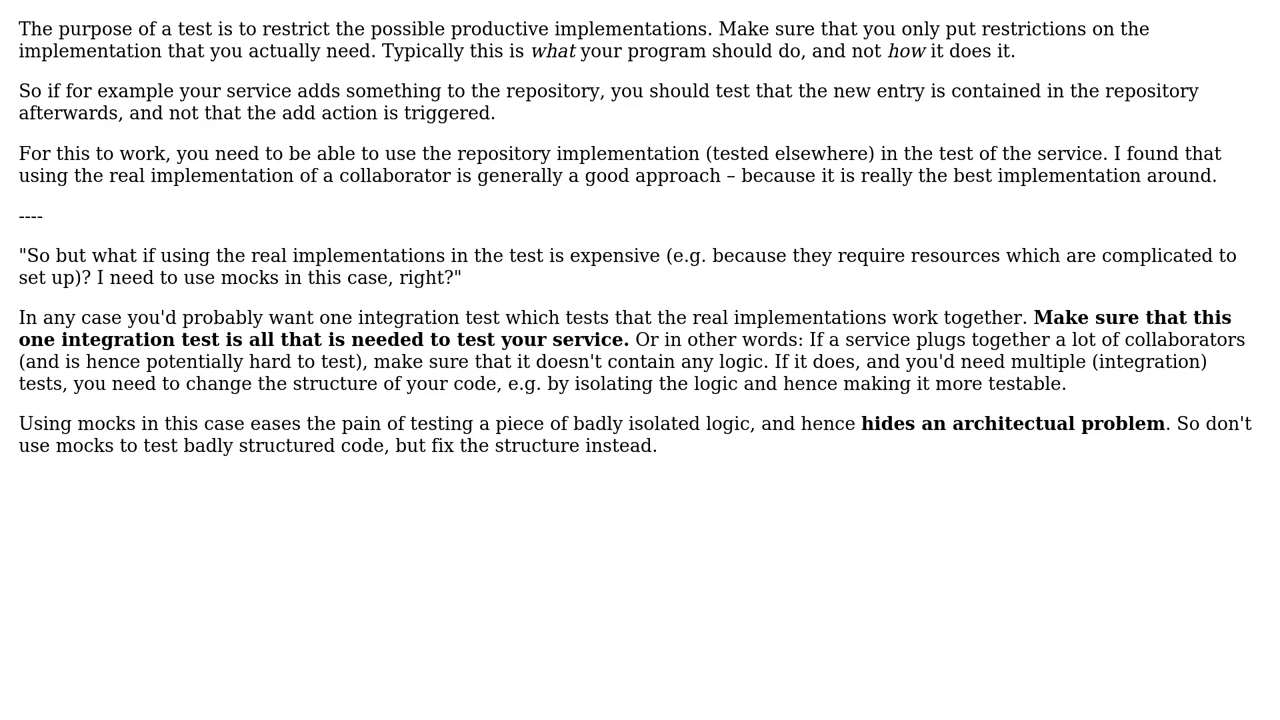 The purpose of a test is to restrict the possible productive implementations. Make sure that you only put restrictions on the
implementation that you actually need. Typically this is what your program should do, and not how it does it.
So if for example your service adds something to the repository, you should test that the new entry is contained in the repository
afterwards, and not that the add action is triggered.
For this to work, you need to be able to use the repository implementation (tested elsewhere) in the test of the service. I found that
using the real implementation of a collaborator is generally a good approach – because it is really the best implementation around.
----
"So but what if using the real implementations in the test is expensive (e.g. because they require resources which are complicated to
set up)? I need to use mocks in this case, right?"
In any case you'd probably want one integration test which tests that the real implementations work together. Make sure that this
one integration test is all that is needed to test your service. Or in other words: If a service plugs together a lot of collaborators
(and is hence potentially hard to test), make sure that it doesn't contain any logic. If it does, and you'd need multiple (integration)
tests, you need to change the structure of your code, e.g. by isolating the logic and hence making it more testable.
Using mocks in this case eases the pain of testing a piece of badly isolated logic, and hence hides an architectual problem. So don't
use mocks to test badly structured code, but fix the structure instead.